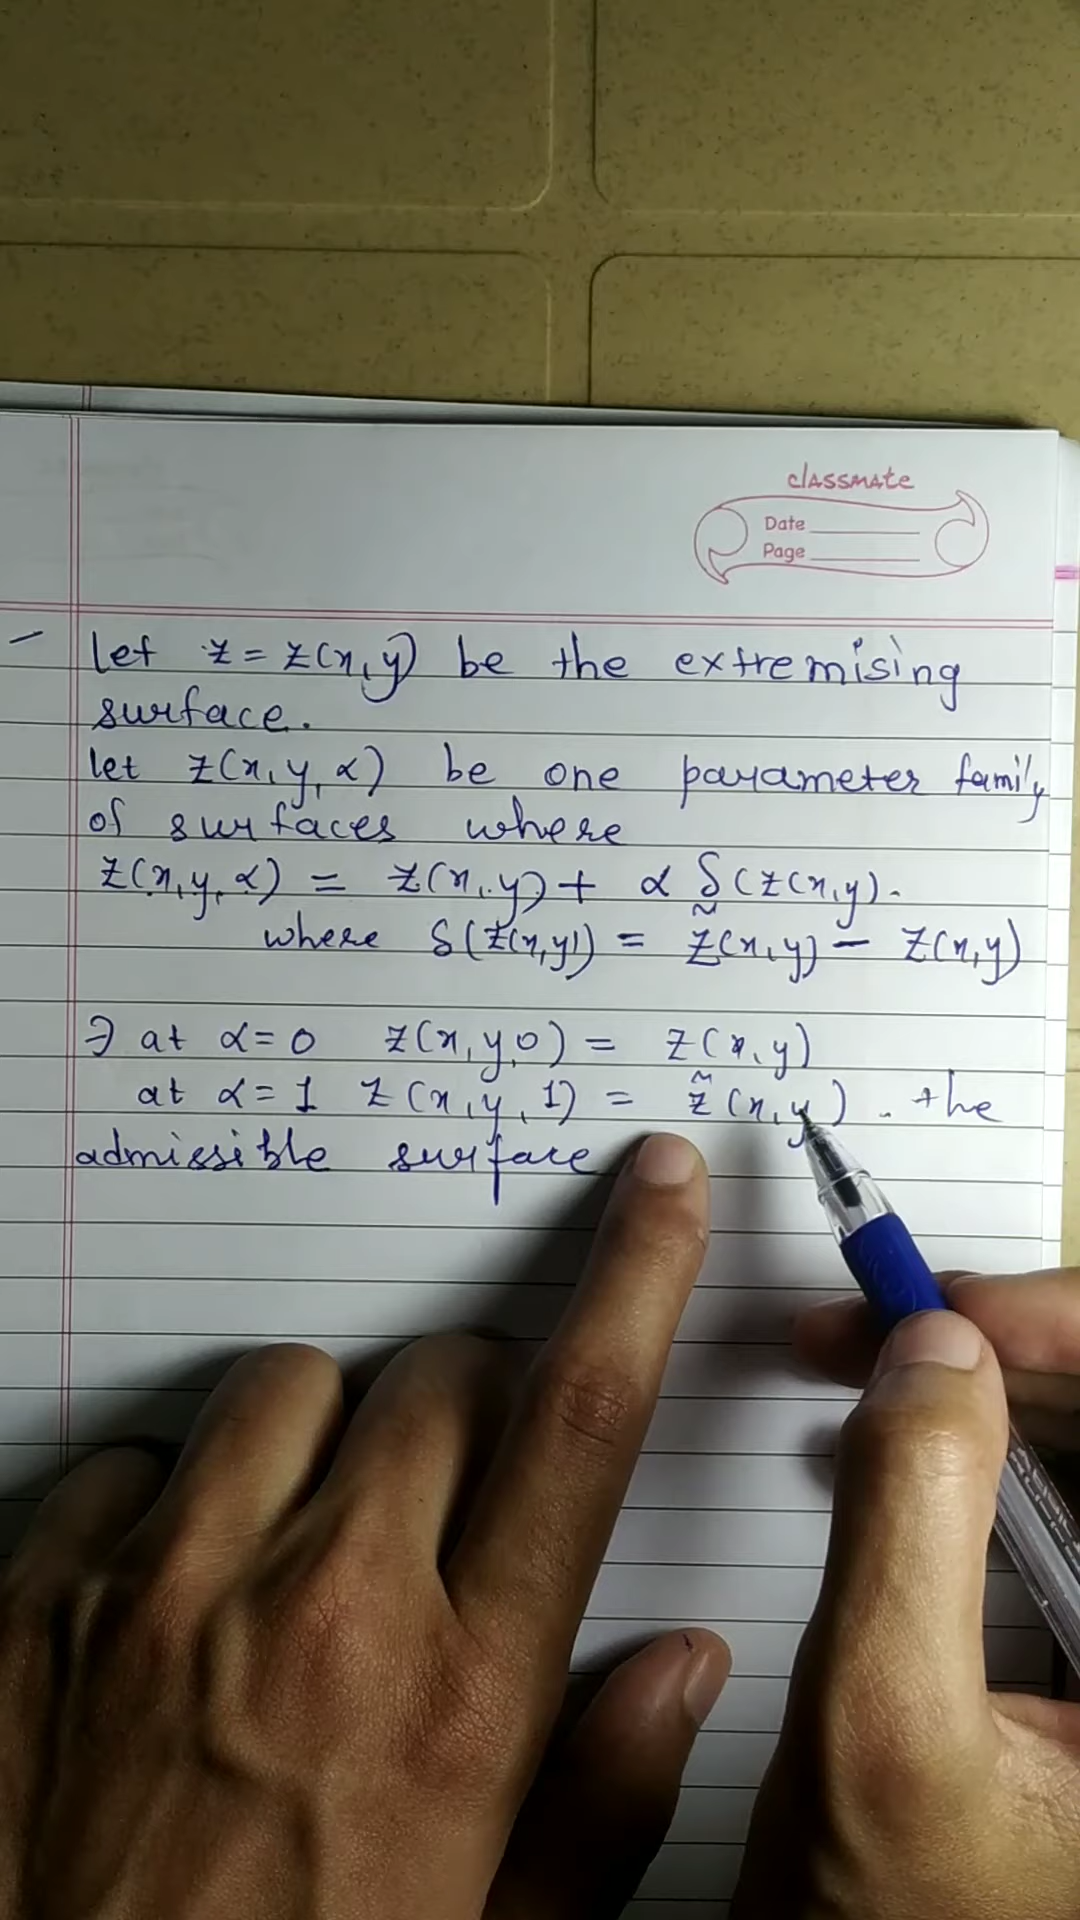 classmate
Date
Page
– Let z = z(x,y) be the extremising
surface.
let z(x,y,α) be one parameter family
of surfaces where
z(x,y,α) = z(x,y) + α δ(z(x,y).
where δ(z(x,y)) = z̃(x,y) – z(x,y)
∋ at α=0 z(x,y,0) = z(x,y)
at α=1 z(x,y,1) = z̃(x,y). the
admissible surface